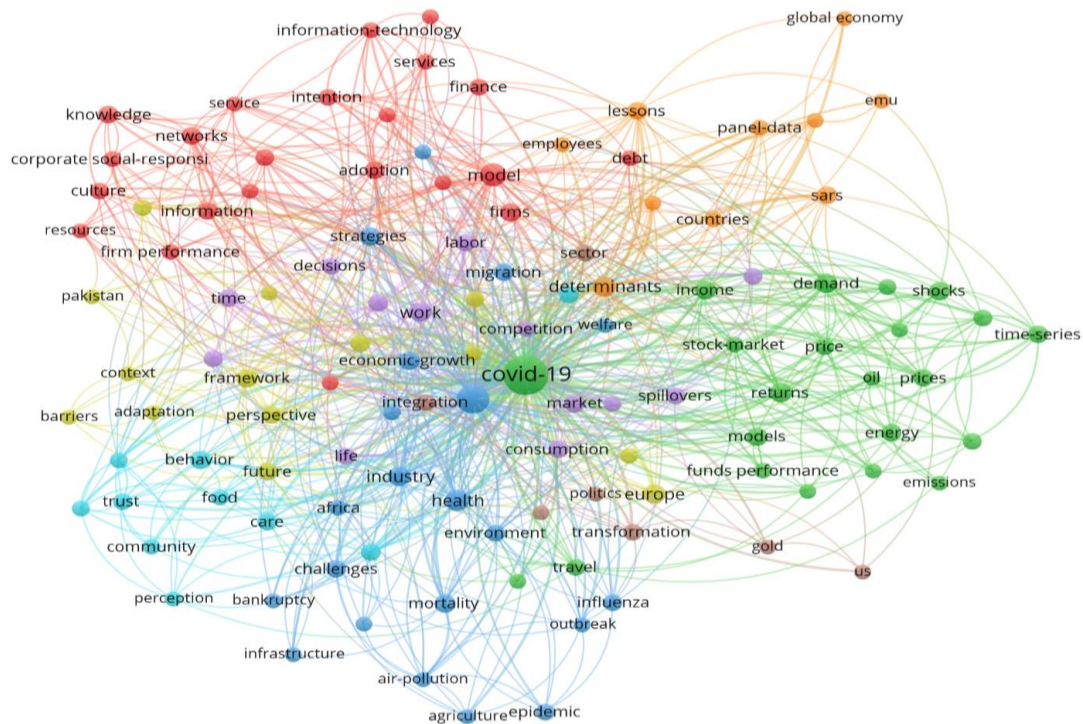 global economy
information-technology
services
finance
intention
service
knowledge
networks
lessons
emu
panel-data
employees
debt
corporate social-responsi
adoption
model
culture
sars
information
firms
countries
resources
firm performance
strategies
labor
sector
decisions
migration
determinants
income
demand
shocks
pakistan
time
work
competition
welfare
time-series
stock-market
price
economic-growth
covid-19
context
framework
oil
prices
integration
market
spillovers
returns
barriers
adaptation
perspective
models
energy
consumption
life
behavior
future
industry
funds performance
emissions
trust
food
health
politics
europe
care
africa
environment
transformation
community
gold
challenges
travel
us
perception
bankruptcy
mortality
influenza
outbreak
infrastructure
air-pollution
agriculture
epidemic